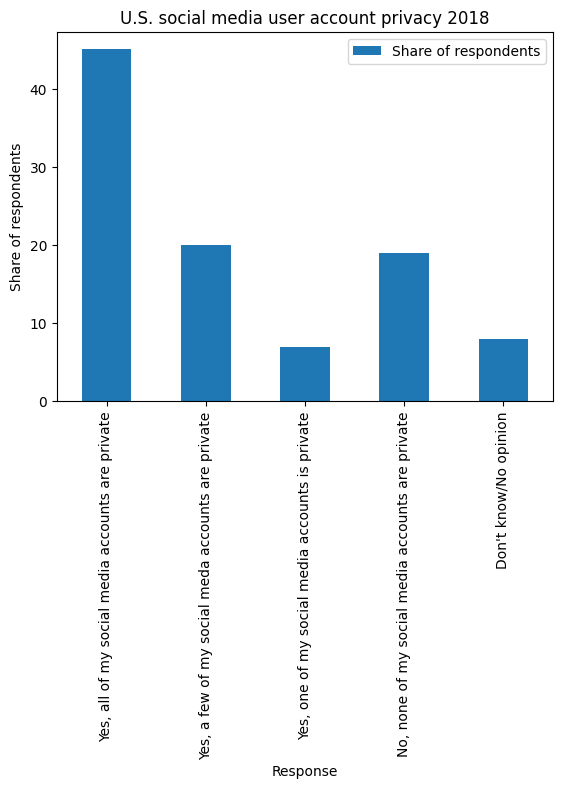 U.S. social media user account privacy 2018
Share of respondents
Share of respondents
40
30
20
10
0
Yes, all of my social media accounts are private
Yes, a few of my social meda accounts are private
Yes, one of my social media accounts is private
No, none of my social media accounts are private
Don't know/No opinion
Response